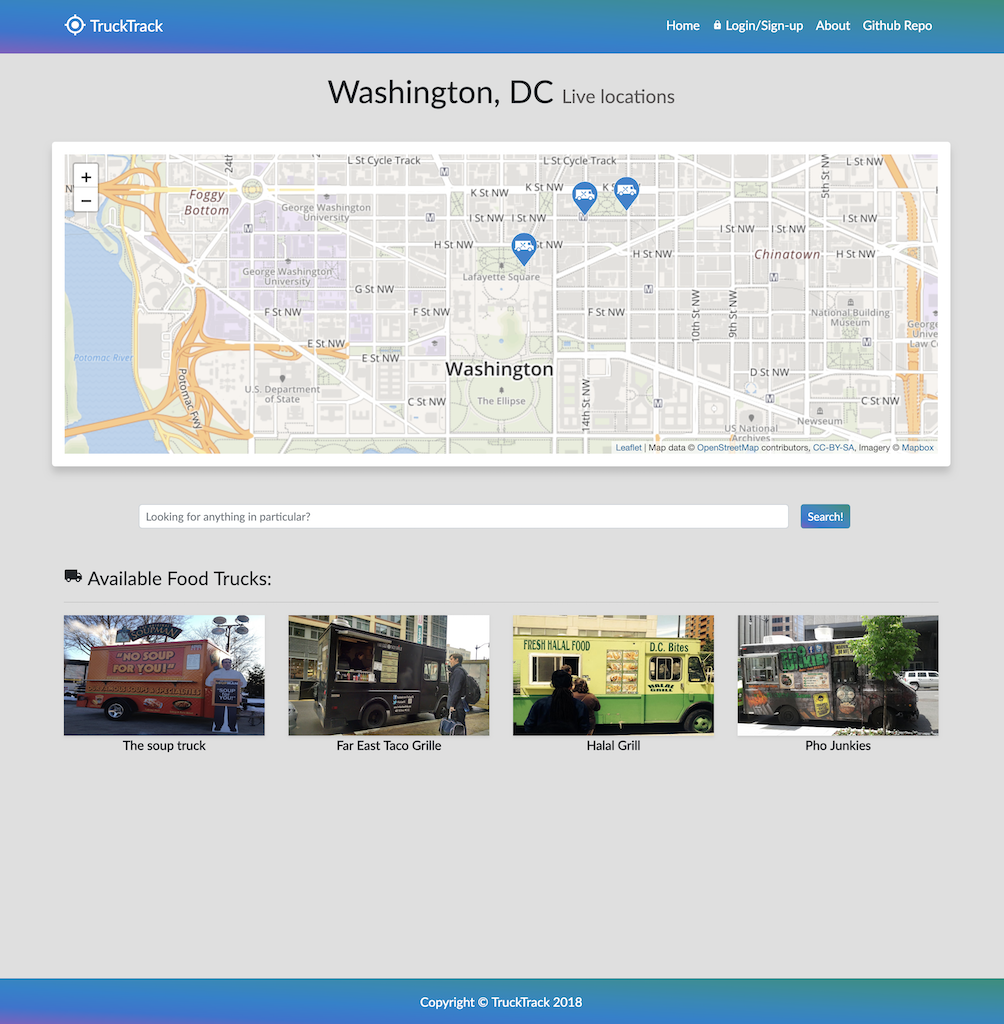 TruckTrack
Home
Login/Sign-up
About
Github Repo
Washington, DC Live locations
+
−
24th
L St Cycle Track
L St Cycle Track
5th St NW
L St NW
Foggy
Bottom
George Washington
University
K St NW
K St NW
I St NW
I St NW
I St NW
I St NW
I St NW
H St NW
H St NW
Chinatown
H St NW
George Washington
University
Lafayette Square
G St NW
F St NW
F St NW
F St NW
10th St NW
9th St NW
National Building
Museum
E St NW
E St NW
Potomac River
Washington
D St NW
Potomac FWY
U.S. Department
of State
The Ellipse
C St NW
14th St NW
C St NW
US National
Archives
Newseum
Leaflet | Map data © OpenStreetMap contributors, CC-BY-SA, Imagery © Mapbox
Looking for anything in particular?
Search!
Available Food Trucks:
SOUPMAN
"NO SOUP
FOR YOU!"
"SOUP
YOU!"
FRESH HALAL FOOD
D.C. Bites
HALAL
GRILL
PHO
JUNKIES
The soup truck
Far East Taco Grille
Halal Grill
Pho Junkies
Copyright © TruckTrack 2018